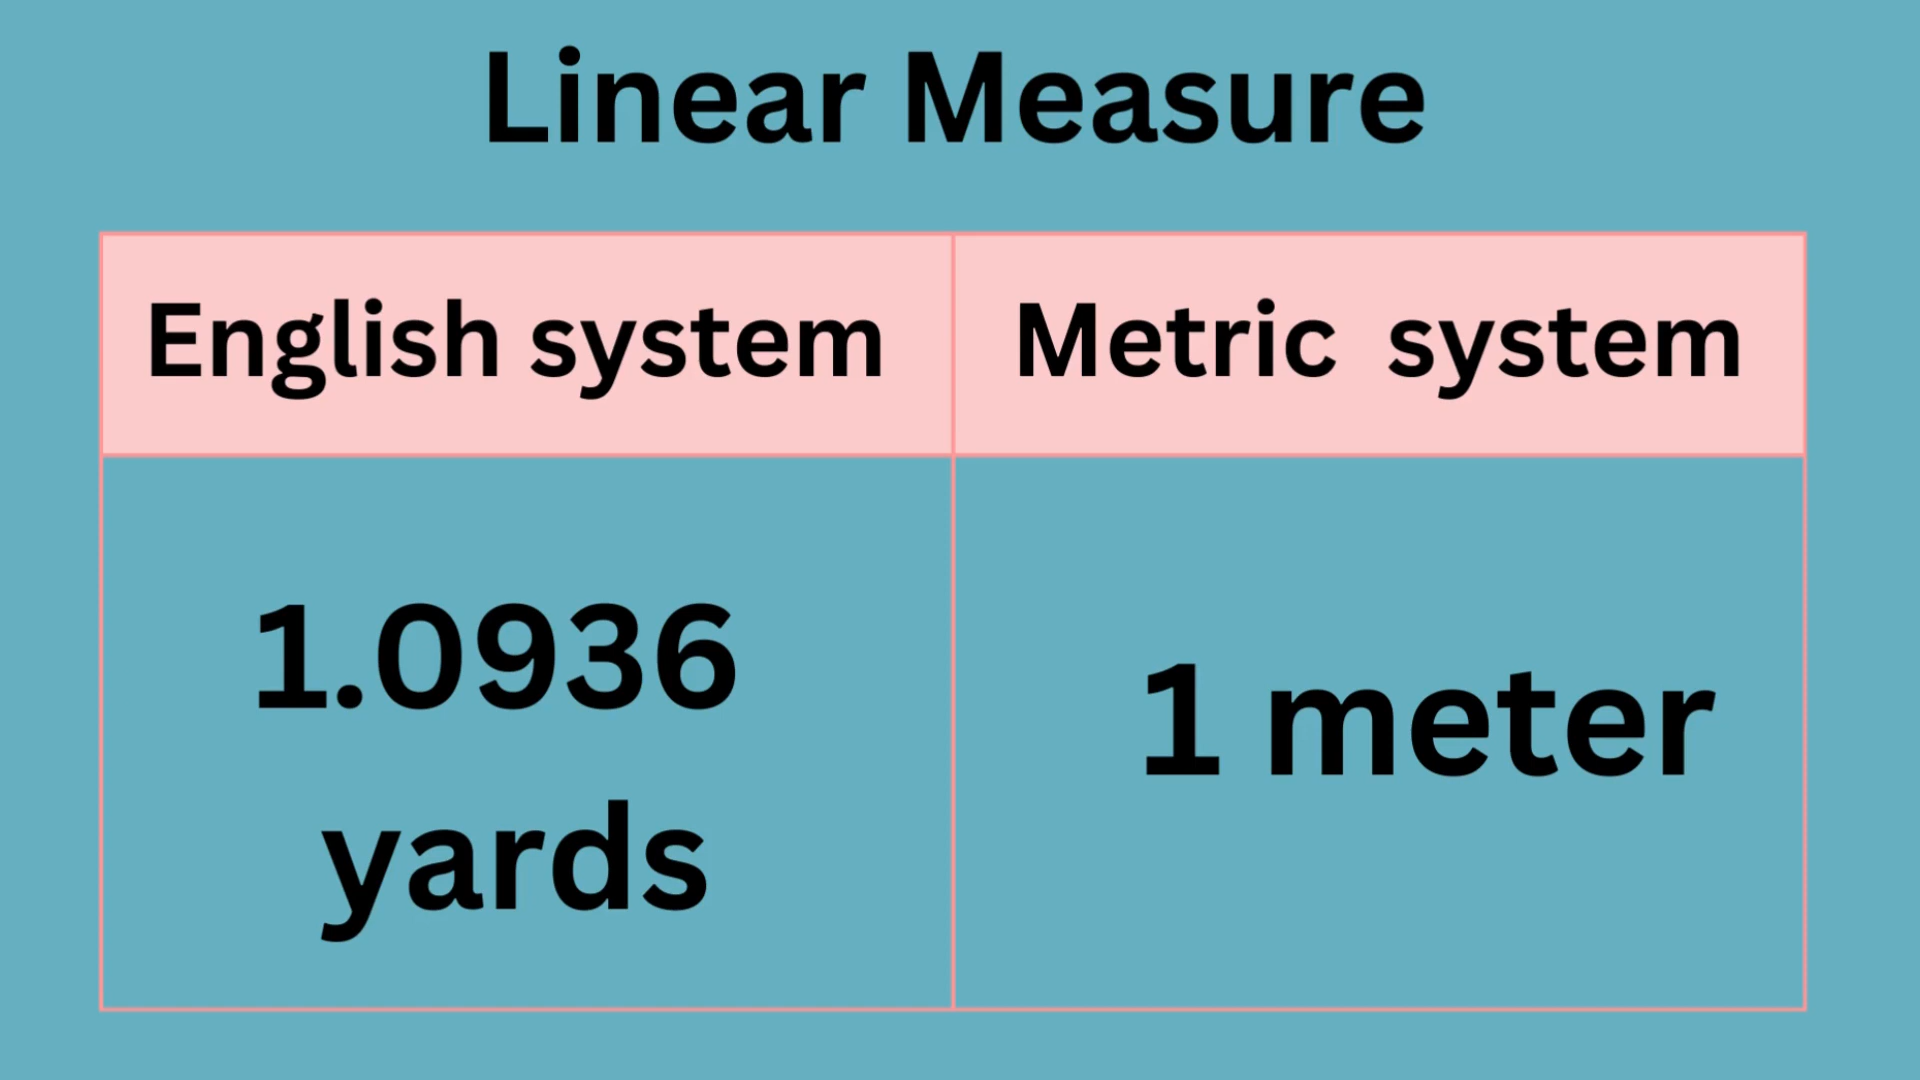 Linear Measure
English system
Metric system
1.0936
yards
1 meter